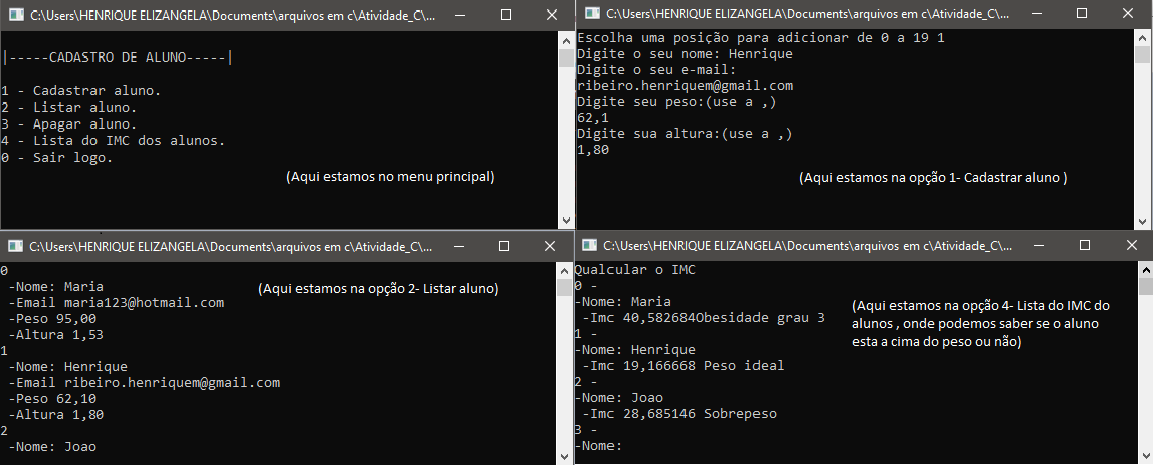 C:\Users\HENRIQUE ELIZANGELA\Documents\arquivos em c\Atividade_C\...
|-----CADASTRO DE ALUNO-----|
1 - Cadastrar aluno.
2 - Listar aluno.
3 - Apagar aluno.
4 - Lista do IMC dos alunos.
0 - Sair logo.
(Aqui estamos no menu principal)
C:\Users\HENRIQUE ELIZANGELA\Documents\arquivos em c\Atividade_C\...
Escolha uma posição para adicionar de 0 a 19 1
Digite o seu nome: Henrique
Digite o seu e-mail:
ribeiro.henriquem@gmail.com
Digite seu peso:(use a ,)
62,1
Digite sua altura:(use a ,)
1,80
(Aqui estamos na opção 1- Cadastrar aluno )
C:\Users\HENRIQUE ELIZANGELA\Documents\arquivos em c\Atividade_C\...
0
-Nome: Maria
(Aqui estamos na opção 2- Listar aluno)
-Email maria123@hotmail.com
-Peso 95,00
-Altura 1,53
1
-Nome: Henrique
-Email ribeiro.henriquem@gmail.com
-Peso 62,10
-Altura 1,80
2
-Nome: Joao
C:\Users\HENRIQUE ELIZANGELA\Documents\arquivos em c\Atividade_C\...
Qualcular o IMC
0 -
-Nome: Maria
-Imc 40,582684Obesidade grau 3
1 -
-Nome: Henrique
-Imc 19,166668 Peso ideal
2 -
-Nome: Joao
-Imc 28,685146 Sobrepeso
3 -
-Nome:
(Aqui estamos na opção 4- Lista do IMC do
alunos , onde podemos saber se o aluno
esta a cima do peso ou não)